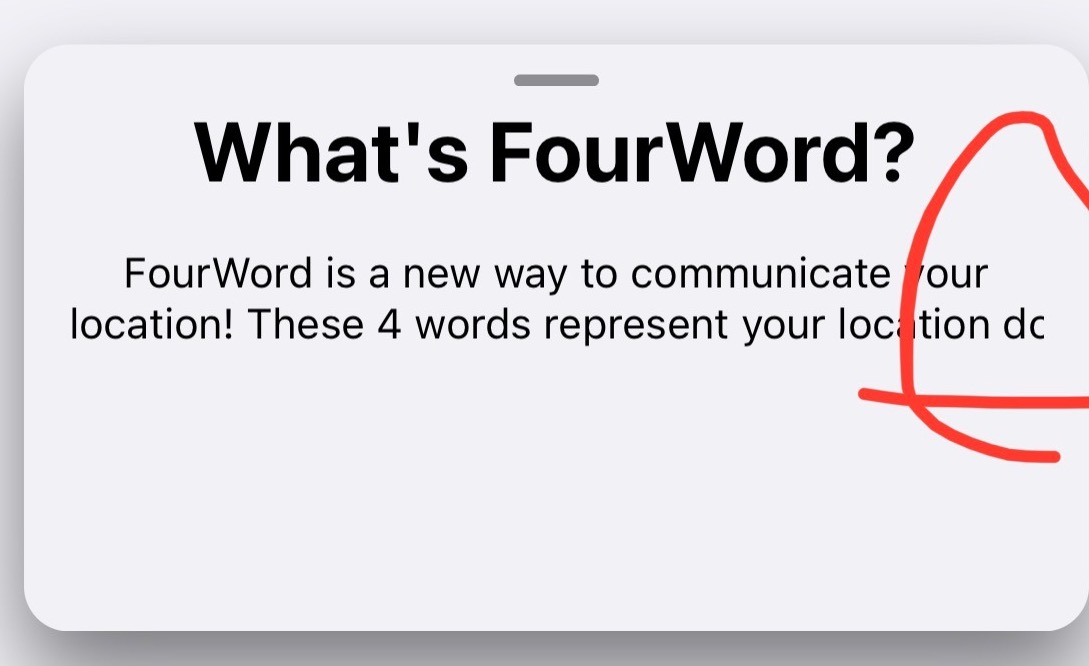 What's FourWord?
FourWord is a new way to communicate your
location! These 4 words represent your location